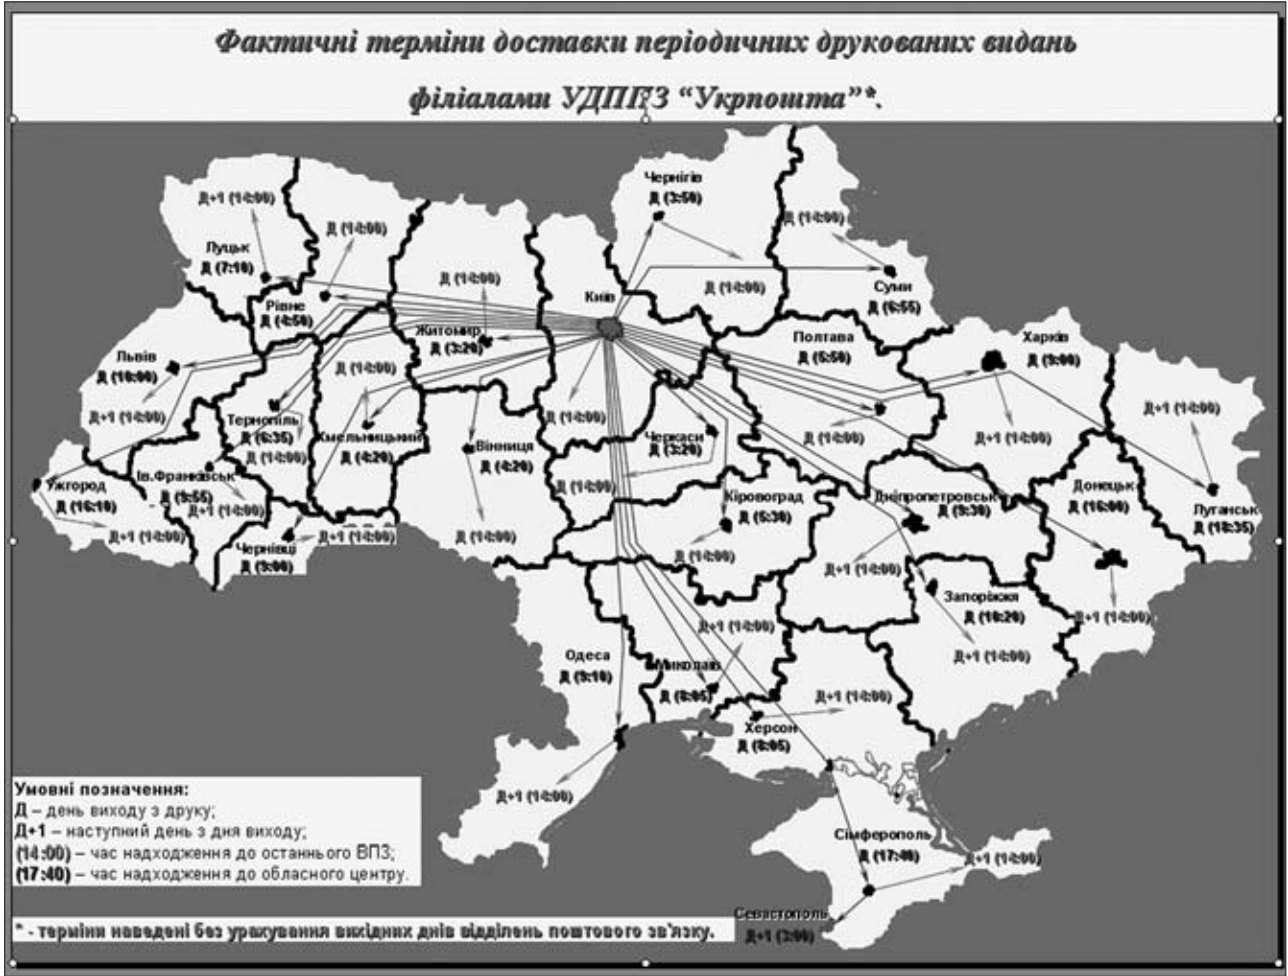 Фактичні терміни доставки періодичних друкованих видань
філіалами УДППЗ “Укрпошта”*.
Чернігів
Д (3:50)
Д+1 (14:00)
Д (14:00)
Д (14:00)
Луцьк
Д (7:10)
Д (14:00)
Д (14:00)
Суми
Д (6:55)
Рівне
Д (4:50)
Київ
Житомир
Д (3:20)
Полтава
Д (5:50)
Харків
Д (9:00)
Львів
Д (10:00)
Д (14:00)
Д+1 (14:00)
Тернопіль
Д (6:35)
Д (14:00)
Хмельницький
Д (4:20)
Вінниця
Д (4:20)
Д (14:00)
Черкаси
Д (3:20)
Д (14:00)
Д+1 (14:00)
Д+1 (14:00)
Ужгород
Д (16:10)
Ів.Франківськ
Д (9:55)
Д+1 (14:00)
Д (14:00)
Кіровоград
Д (5:30)
Дніпропетровськ
Д (9:30)
Донецьк
Д (16:00)
Луганськ
Д (18:35)
Д+1 (14:00)
Чернівці
Д (9:00)
Д+1 (14:00)
Д (14:00)
Д (14:00)
Д+1 (14:00)
Запоріжжя
Д (10:20)
Д+1 (14:00)
Д+1 (14:00)
Одеса
Д (9:10)
Миколаїв
Д (8:05)
Д+1 (14:00)
Д+1 (14:00)
Херсон
Д (8:05)
Д+1 (14:00)
Сімферополь
Д (17:40)
Д+1 (14:00)
Севастополь
Д+1 (3:00)
Умовні позначення:
Д – день виходу з друку;
Д+1 – наступний день з дня виходу;
(14:00) – час надходження до останнього ВПЗ;
(17:40) – час надходження до обласного центру.
* - терміни наведені без урахування вихідних днів відділень поштового зв'язку.